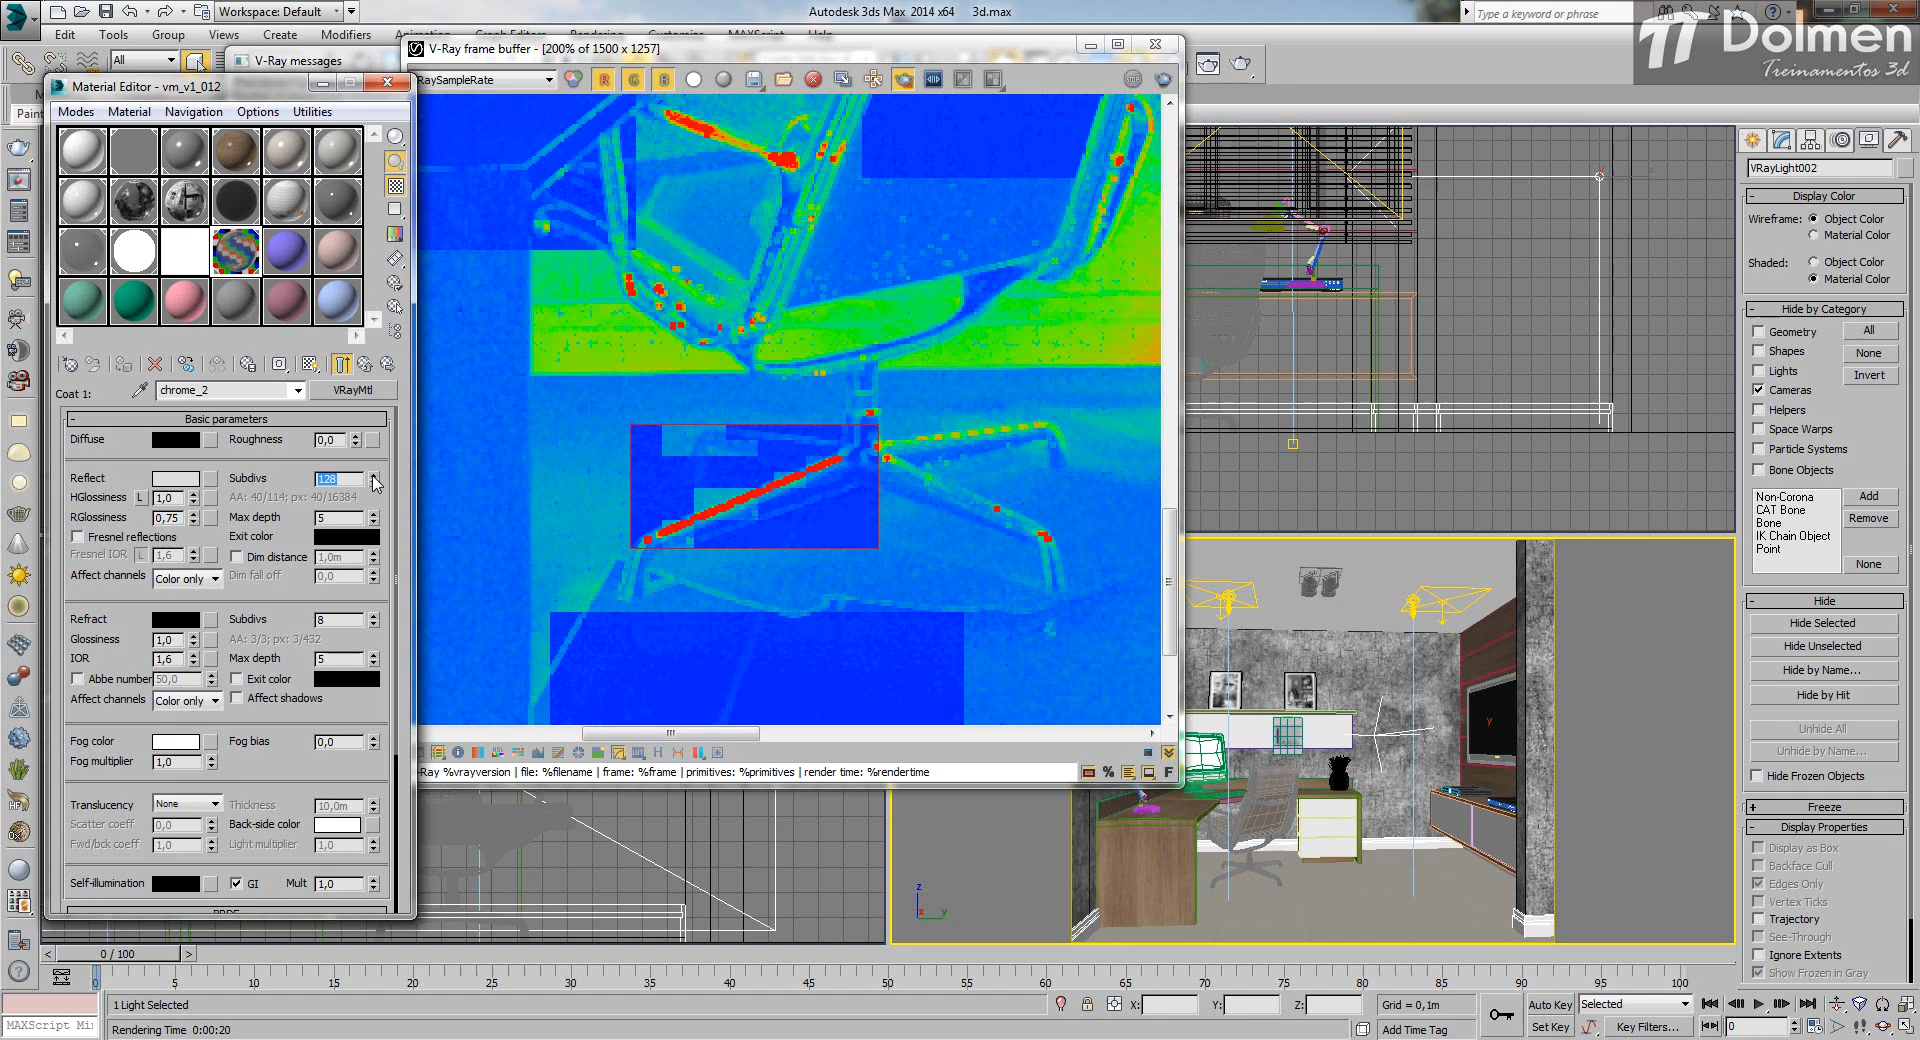 Workspace: Default
Autodesk 3ds Max 2014 x64 3d.max
Type a keyword or phrase
Dolmen
Treinamentos 3d
Edit Tools Group Views Create Modifiers
All
V-Ray messages
V-Ray frame buffer - [200% of 1500 x 1257]
RaySampleRate
R G B
Paint
Material Editor - vm_v1_012
Modes Material Navigation Options Utilities
Coat 1: chrome_2 VRayMtl
Basic parameters
Diffuse Roughness 0,0
Reflect Subdivs 128
HGlossiness L 1,0 AA: 40/114; px: 40/16384
RGlossiness 0,75 Max depth 5
Fresnel reflections Exit color
Fresnel IOR L 1,6 Dim distance 1,0m
Affect channels Color only Dim fall off 0,0
Refract Subdivs 8
Glossiness 1,0 AA: 3/3; px: 3/432
IOR 1,6 Max depth 5
Abbe number 50,0 Exit color
Affect channels Color only Affect shadows
Fog color Fog bias 0,0
Fog multiplier 1,0
Translucency None Thickness 10,0m
Scatter coeff 0,0 Back-side color
Fwd/bck coeff 1,0 Light multiplier 1,0
Self-illumination GI Mult 1,0
-Ray %vrayversion | file: %filename | frame: %frame | primitives: %primitives | render time: %rendertime
% F
VRayLight002
Display Color
Wireframe: Object Color
Material Color
Shaded: Object Color
Material Color
Hide by Category
Geometry All
Shapes None
Lights Invert
Cameras
Helpers
Space Warps
Particle Systems
Bone Objects
Non-Corona Add
CAT Bone
Bone Remove
IK Chain Object
Point
None
Hide
Hide Selected
Hide Unselected
Hide by Name...
Hide by Hit
Unhide All
Unhide by Name...
Hide Frozen Objects
Freeze
Display Properties
Display as Box
Backface Cull
Edges Only
Vertex Ticks
Trajectory
See-Through
Ignore Extents
Show Frozen in Gray
z
x y
y
< 0 / 100 >
0 5 10 15 20 25 30 35 40 45 50 55 60 65 70 75 80 85 90 95 100
1 Light Selected X: Y: Z: Grid = 0,1m Auto Key Selected
MAXScript Mi
Rendering Time 0:00:20 Add Time Tag Set Key Key Filters... 0